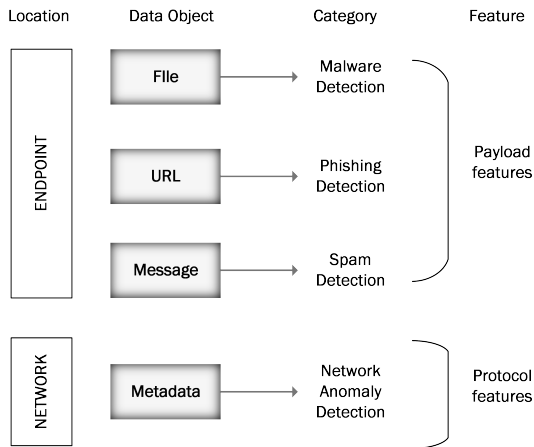 Location Data Object Category Feature
ENDPOINT
FIle
Malware
Detection
URL
Phishing
Detection
Message
Spam
Detection
Payload
features
NETWORK
Metadata
Network
Anomaly
Detection
Protocol
features